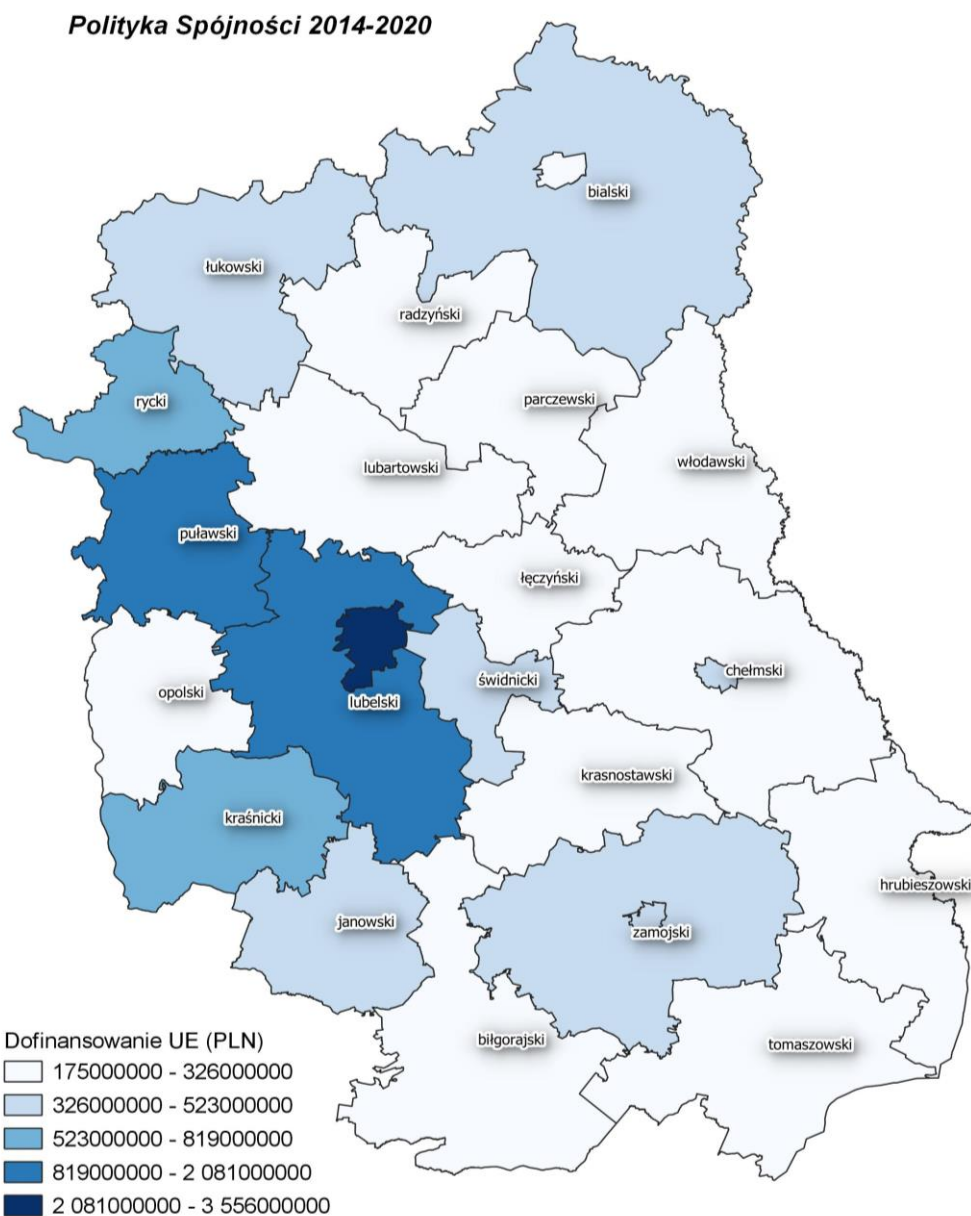 Polityka Spójności 2014-2020
bialski
łukowski
radzyński
rycki
parczewski
lubartowski
włodawski
puławski
łęczyński
opolski
lubelski
świdnicki
chełmski
krasnostawski
kraśnicki
hrubieszowski
janowski
zamojski
biłgorajski
tomaszowski
Dofinansowanie UE (PLN)
175000000 - 326000000
326000000 - 523000000
523000000 - 819000000
819000000 - 2 081000000
2 081000000 - 3 556000000